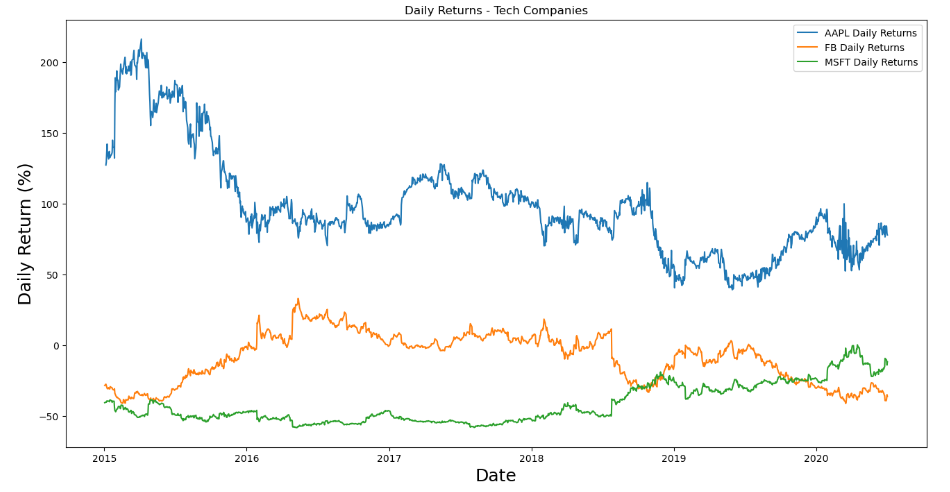 Daily Returns - Tech Companies
AAPL Daily Returns
FB Daily Returns
MSFT Daily Returns
Daily Return (%)
200
150
100
50
0
−50
2015 2016 2017 2018 2019 2020
Date